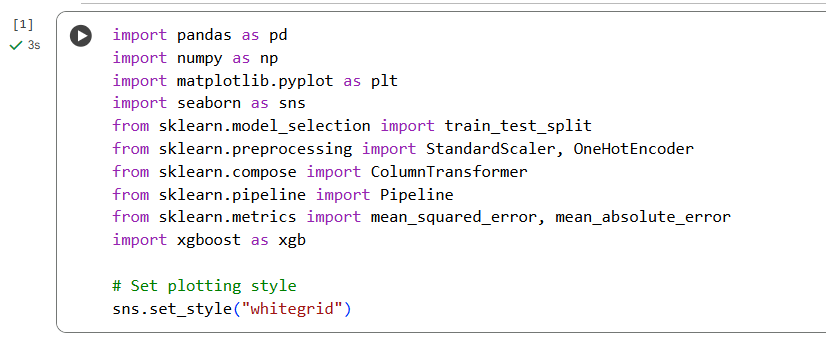 [1]
3s
import pandas as pd
import numpy as np
import matplotlib.pyplot as plt
import seaborn as sns
from sklearn.model_selection import train_test_split
from sklearn.preprocessing import StandardScaler, OneHotEncoder
from sklearn.compose import ColumnTransformer
from sklearn.pipeline import Pipeline
from sklearn.metrics import mean_squared_error, mean_absolute_error
import xgboost as xgb

# Set plotting style
sns.set_style("whitegrid")